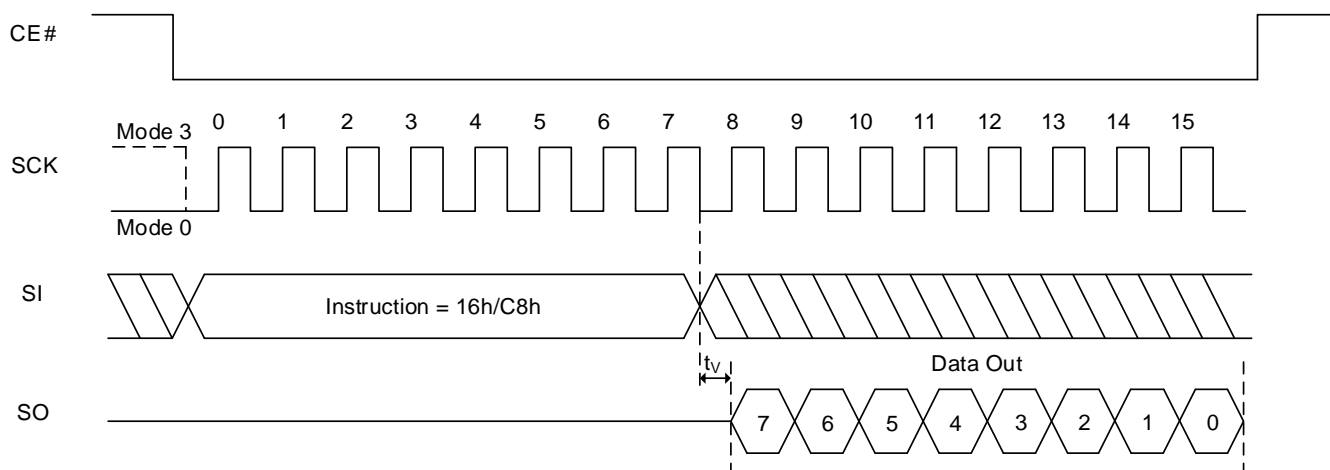 CE#
0 1 2 3 4 5 6 7 8 9 10 11 12 13 14 15
Mode 3
SCK
Mode 0
SI
Instruction = 16h/C8h
tV
Data Out
SO
7 6 5 4 3 2 1 0